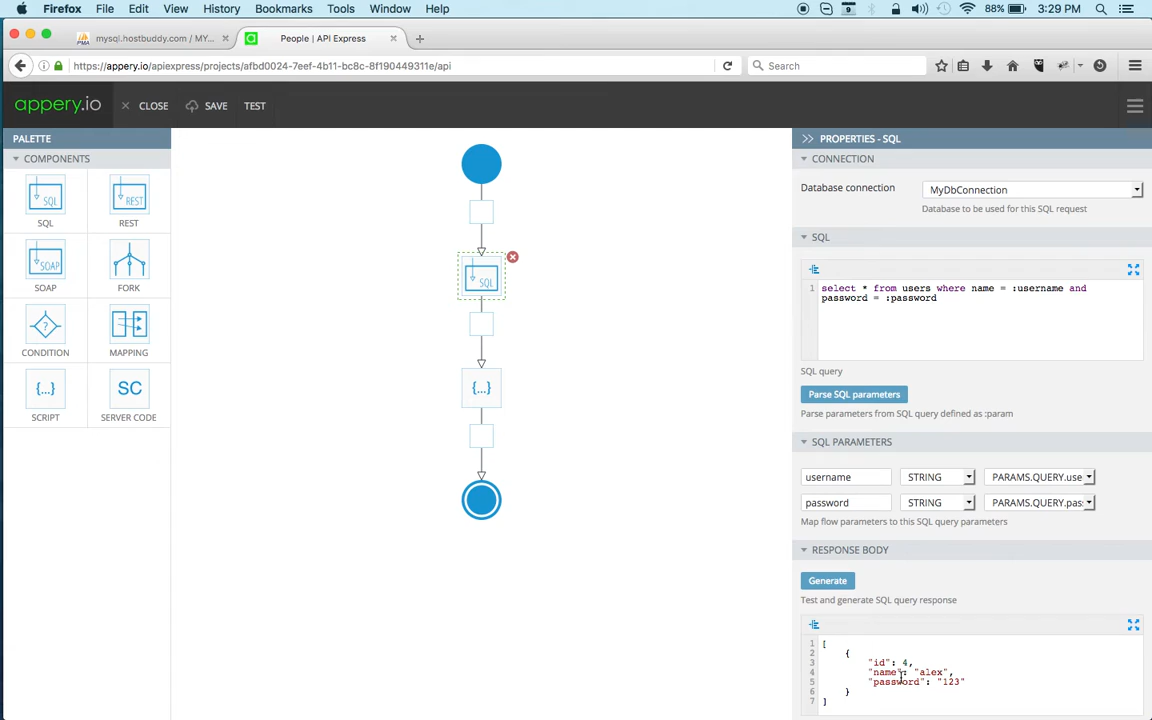 Firefox File Edit View History Bookmarks Tools Window Help 9 88% 3:29 PM
mysql.hostbuddy.com / MY... × People | API Express × +
https://appery.io/apiexpress/projects/afbd0024-7eef-4b11-bc8c-8f190449311e/api Search
appery.io × CLOSE SAVE TEST
PALETTE
COMPONENTS
SQL
SQL
REST
REST
SOAP
SOAP
FORK
?
CONDITION
MAPPING
{...}
SCRIPT
SC
SERVER CODE
SQL
{...}
PROPERTIES - SQL
CONNECTION
Database connection MyDbConnection
Database to be used for this SQL request
SQL
1 select * from users where name = :username and
password = :password
SQL query
Parse SQL parameters
Parse parameters from SQL query defined as :param
SQL PARAMETERS
username STRING PARAMS.QUERY.use
password STRING PARAMS.QUERY.pas
Map flow parameters to this SQL query parameters
RESPONSE BODY
Generate
Test and generate SQL query response
1 [
2 {
3 "id": 4,
4 "name": "alex",
5 "password": "123"
6 }
7 ]